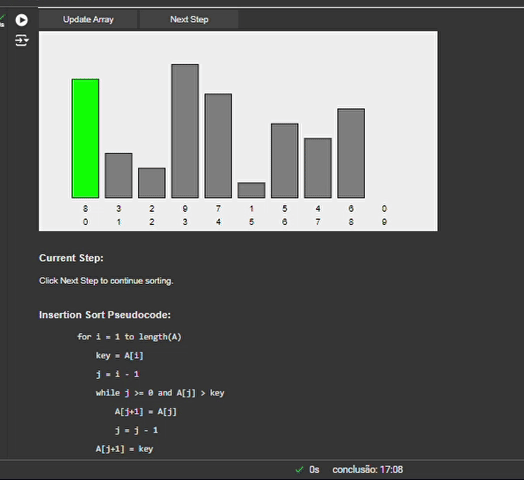 Update Array Next Step
8 3 2 9 7 1 5 4 6 0
0 1 2 3 4 5 6 7 8 9
Current Step:
Click Next Step to continue sorting.
Insertion Sort Pseudocode:
for i = 1 to length(A)
key = A[i]
j = i - 1
while j >= 0 and A[j] > key
A[j+1] = A[j]
j = j - 1
A[j+1] = key
✓ 0s conclusão: 17:08